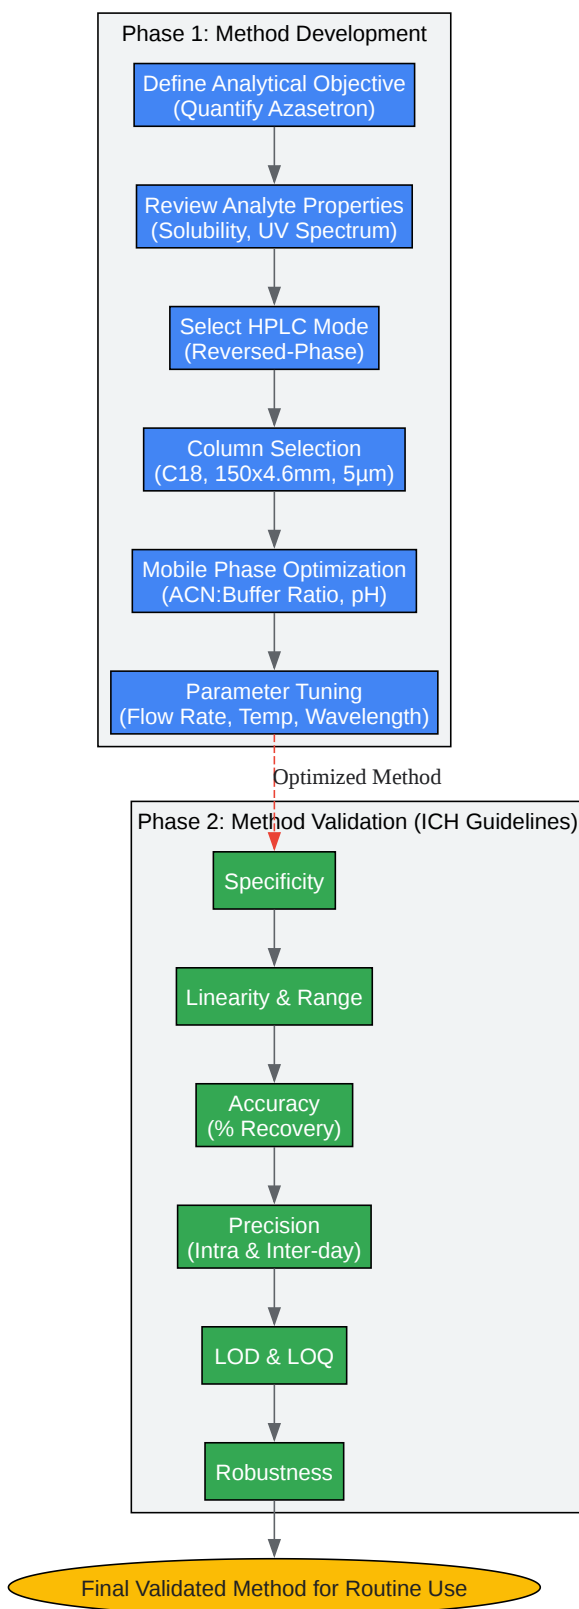 Phase 1: Method Development
Define Analytical Objective
(Quantify Azasetron)
Review Analyte Properties
(Solubility, UV Spectrum)
Select HPLC Mode
(Reversed-Phase)
Column Selection
(C18, 150x4.6mm, 5µm)
Mobile Phase Optimization
(ACN:Buffer Ratio, pH)
Parameter Tuning
(Flow Rate, Temp, Wavelength)
Optimized Method
Phase 2: Method Validation (ICH Guidelines)
Specificity
Linearity & Range
Accuracy
(% Recovery)
Precision
(Intra & Inter-day)
LOD & LOQ
Robustness
Final Validated Method for Routine Use